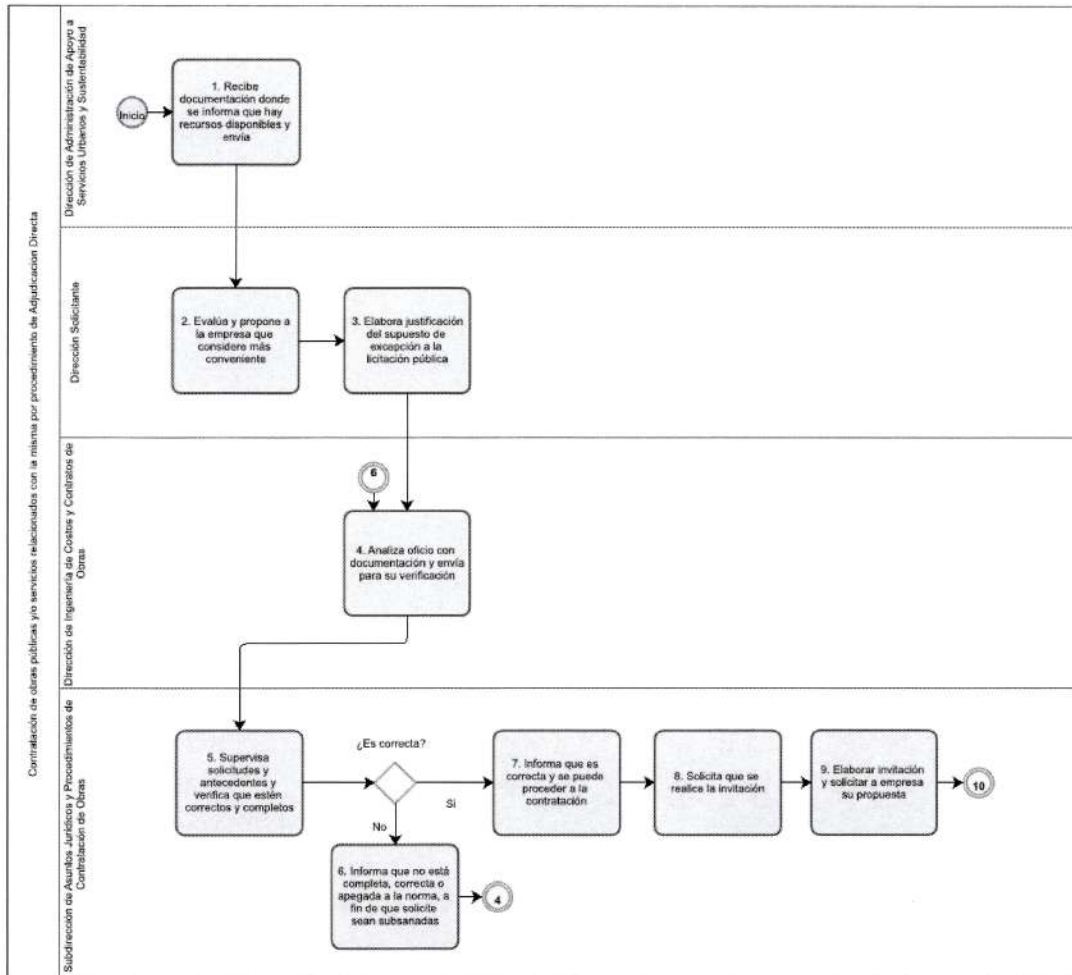 Contratación de obras públicas y/o servicios relacionados con la misma por procedimiento de Adjudicacion Directa
Dirección de Administración de Apoyo a
Servicios Urbanos y Sustentabilidad
Inicio
1. Recibe
documentación donde
se informa que hay
recursos disponibles y
envía
Dirección Solicitante
2. Evalúa y propone a
la empresa que
considere más
conveniente
3. Elabora justificación
del supuesto de
excepción a la
licitación pública
Dirección de Ingeniería de Costos y Contratos de
Obras
6
4. Analiza oficio con
documentación y envía
para su verificación
Subdirección de Asuntos Jurídicos y Procedimientos de
Contratación de Obras
5. Supervisa
solicitudes y
antecedentes y
verifica que estén
correctos y completos
¿Es correcta?
Si
No
7. Informa que es
correcta y se puede
proceder a la
contratación
8. Solicita que se
realice la invitación
9. Elaborar invitación
y solicitar a empresa
su propuesta
10
6. Informa que no está
completa, correcta o
apegada a la norma, a
fin de que solicite
sean subsanadas
4